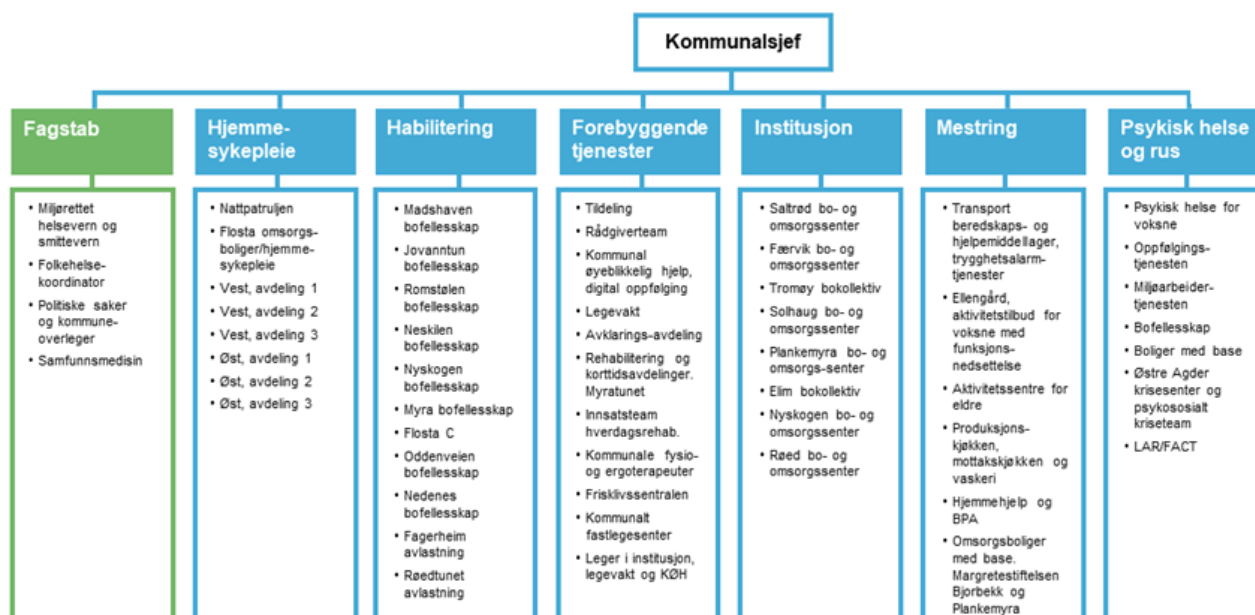 Kommunalsjef
Fagstab
• Miljørettet
helsevern og
smittevern
• Folkehelse-
koordinator
• Politiske saker
og kommune-
overleger
• Samfunnsmedisin
Hjemme-
sykepleie
• Nattpatruljen
• Flosta omsorgs-
boliger/hjemme-
sykepleie
• Vest, avdeling 1
• Vest, avdeling 2
• Vest, avdeling 3
• Øst, avdeling 1
• Øst, avdeling 2
• Øst, avdeling 3
Habilitering
• Madshaven
bofellesskap
• Jovanntun
bofellesskap
• Romstølen
bofellesskap
• Neskilen
bofellesskap
• Nyskogen
bofellesskap
• Myra bofellesskap
• Flosta C
• Oddenveien
bofellesskap
• Nedenes
bofellesskap
• Fagerheim
avlastning
• Røedtunet
avlastning
Forebyggende
tjenester
• Tildeling
• Rådgiverteam
• Kommunal
øyeblikkelig hjelp,
digital oppfølging
• Legevakt
• Avklarings-avdeling
• Rehabilitering og
korttidsavdelinger.
Myratunet
• Innsatsteam
hverdagsrehab.
• Kommunale fysio-
og ergoterapeuter
• Frisklivssentralen
• Kommunalt
fastlegesenter
• Leger i institusjon,
legevakt og KØH
Institusjon
• Saltrød bo- og
omsorgssenter
• Færvik bo- og
omsorgssenter
• Tromøy bokollektiv
• Solhaug bo- og
omsorgssenter
• Plankemyra bo- og
omsorgs-senter
• Elim bokollektiv
• Nyskogen bo- og
omsorgssenter
• Røed bo- og
omsorgssenter
Mestring
• Transport
beredskaps- og
hjelpemiddellager,
trygghetsalarm-
tjenester
• Ellengård,
aktivitetstilbud for
voksne med
funksjons-
nedsettelse
• Aktivitetssentre for
eldre
• Produksjons-
kjøkken,
mottakskjøkken og
vaskeri
• Hjemmehjelp og
BPA
• Omsorgsboliger
med base.
Margretestiftelsen
Bjorbekk og
Plankemyra
Psykisk helse
og rus
• Psykisk helse for
voksne
• Oppfølgings-
tjenesten
• Miljøarbeider-
tjenesten
• Bofellesskap
• Boliger med base
• Østre Agder
krisesenter og
psykososialt
kriseteam
• LAR/FACT